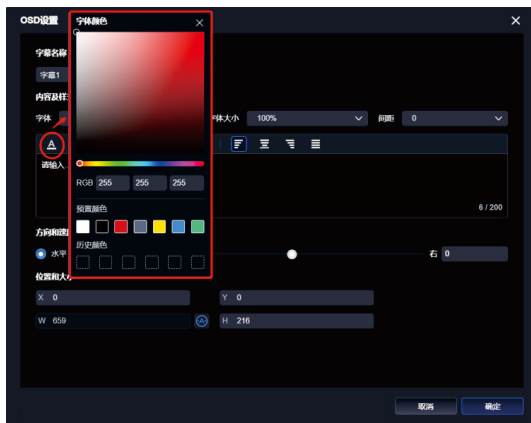 OSD设置
字体颜色
字幕名称
字幕1
内容及样
字体
字体大小 100%
间距 0
A
请输入...
RGB 255 255 255
6 / 200
预置颜色
历史颜色
方向和速
水平
右 0
位置和大小
X 0
Y 0
W 659
A
H 216
取消
确定